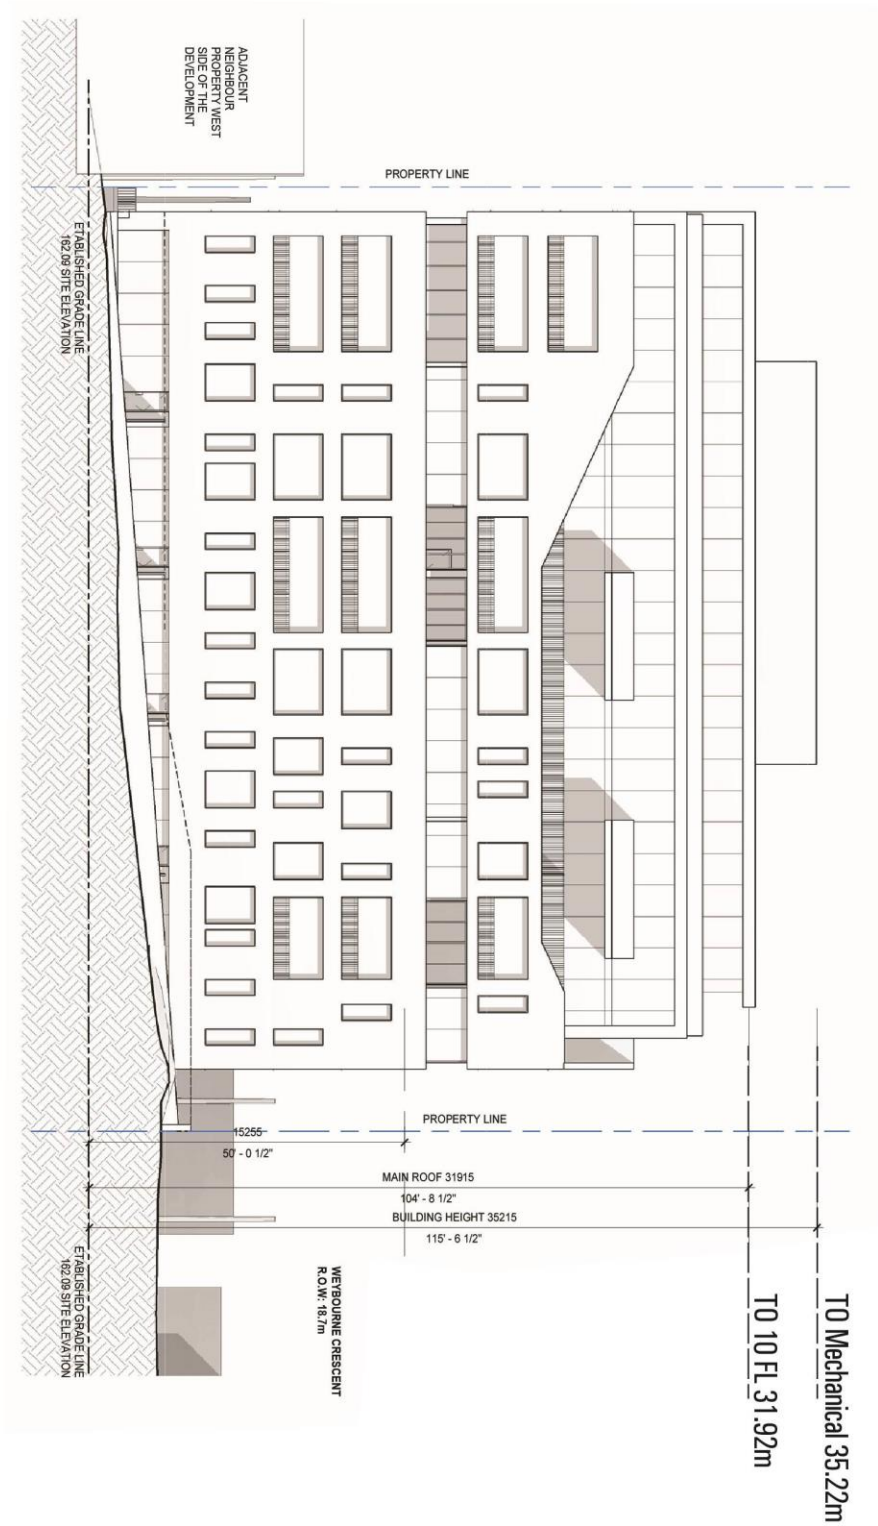 ADJACENT
NEIGHBOUR
PROPERTY WEST
SIDE OF THE
DEVELOPMENT
PROPERTY LINE
ETABLISHED GRADE LINE
162.09 SITE ELEVATION
PROPERTY LINE
15255
50' - 0 1/2"
MAIN ROOF 31915
104' - 8 1/2"
BUILDING HEIGHT 35215
115' - 6 1/2"
WEYBOURNE CRESCENT
R.O.W: 18.7m
ETABLISHED GRADE LINE
162.09 SITE ELEVATION
TO Mechanical 35.22m
TO 10 FL 31.92m